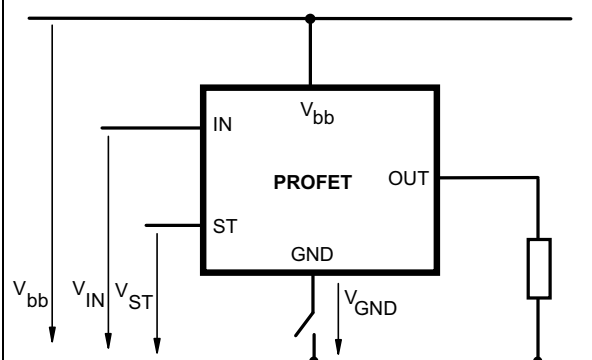 V_bb
IN
PROFET
OUT
ST
GND
V_bb
V_IN
V_ST
V_GND